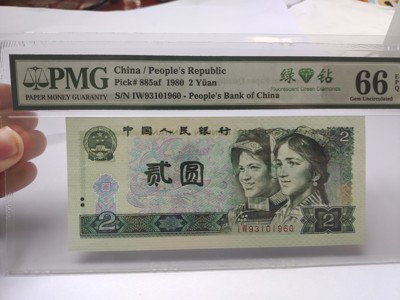 PMG
PAPER MONEY GUARANTY
China / People's Republic
Pick# 885af 1980 2 Yüan
S/N IW93101960 - People's Bank of China
绿 钻
Fluorescent Green Diamonds
66 EPQ
Gem Uncirculated
中国人民银行
2
贰圆
2
2
IW93101960